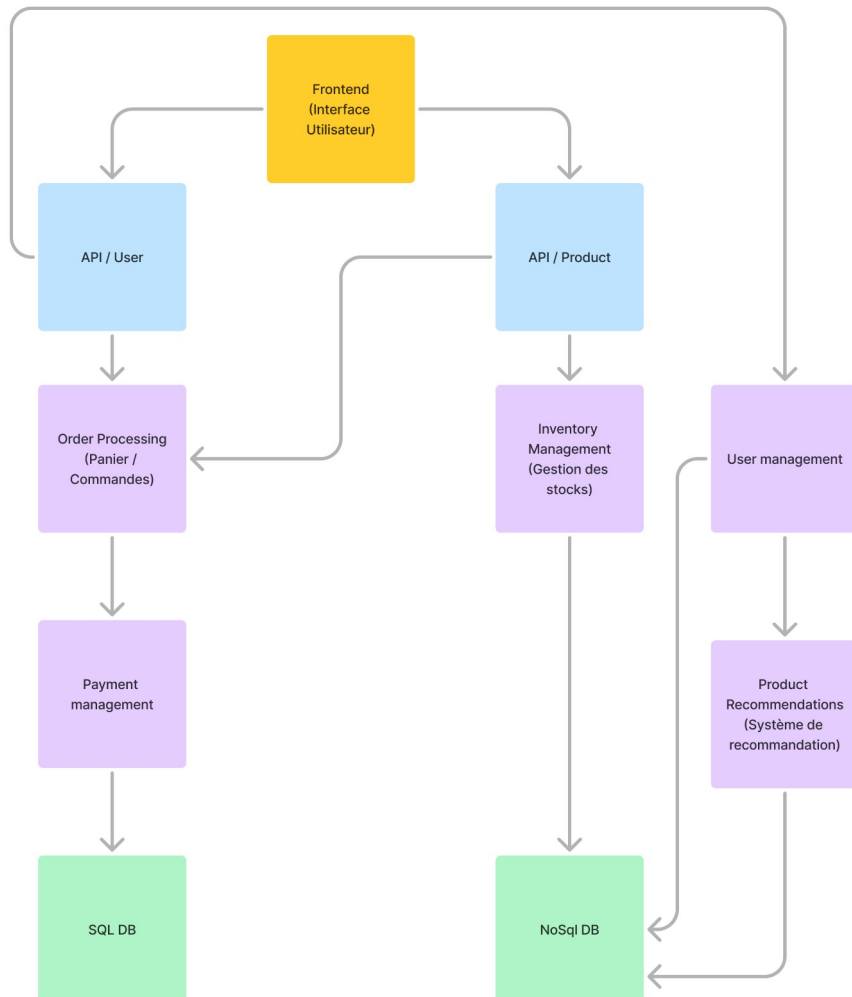 Frontend
(Interface
Utilisateur)
API / User
API / Product
Order Processing
(Panier /
Commandes)
Inventory
Management
(Gestion des
stocks)
User management
Payment
management
Product
Recommendations
(Système de
recommandation)
SQL DB
NoSql DB